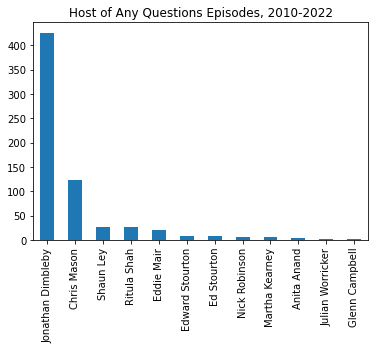 Host of Any Questions Episodes, 2010-2022
400
350
300
250
200
150
100
50
0
Jonathan Dimbleby
Chris Mason
Shaun Ley
Ritula Shah
Eddie Mair
Edward Stourton
Ed Stourton
Nick Robinson
Martha Kearney
Anita Anand
Julian Worricker
Glenn Campbell